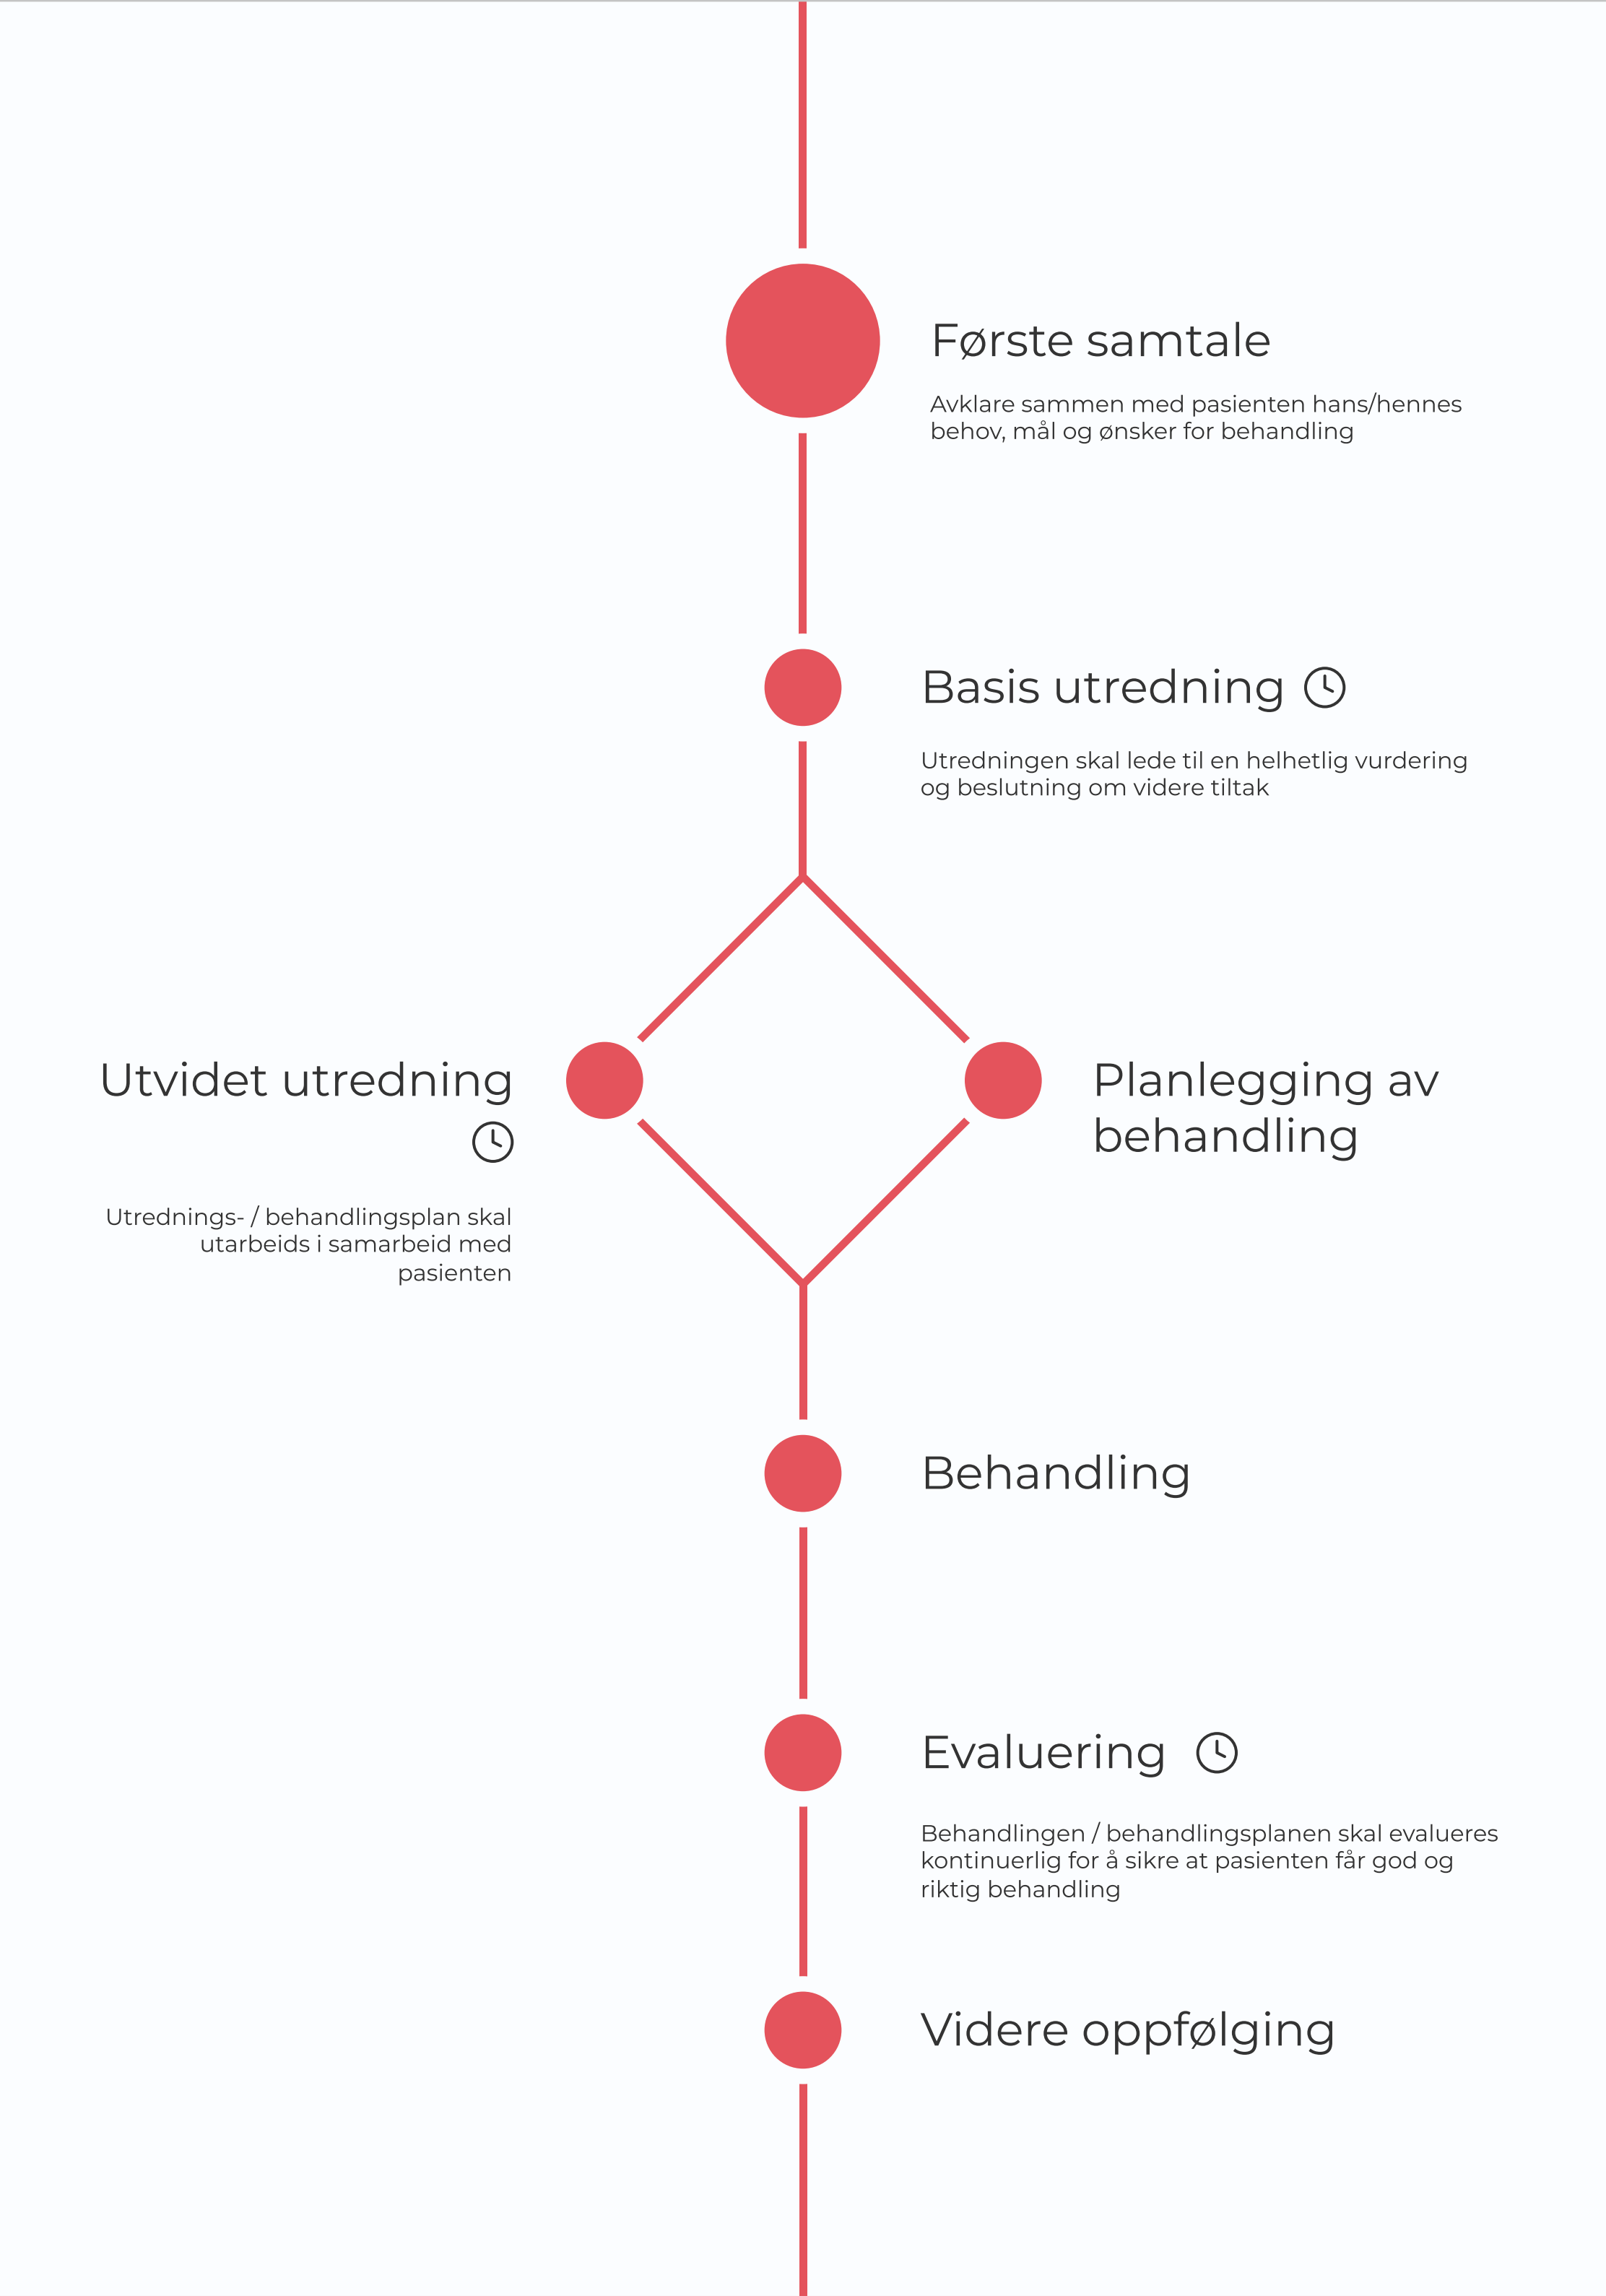 Første samtale
Avklare sammen med pasienten hans/hennes
behov, mål og ønsker for behandling
Basis utredning
Utredningen skal lede til en helhetlig vurdering
og beslutning om videre tiltak
Utvidet utredning
Utrednings- / behandlingsplan skal
utarbeids i samarbeid med
pasienten
Planlegging av
behandling
Behandling
Evaluering
Behandlingen / behandlingsplanen skal evalueres
kontinuerlig for å sikre at pasienten får god og
riktig behandling
Videre oppfølging